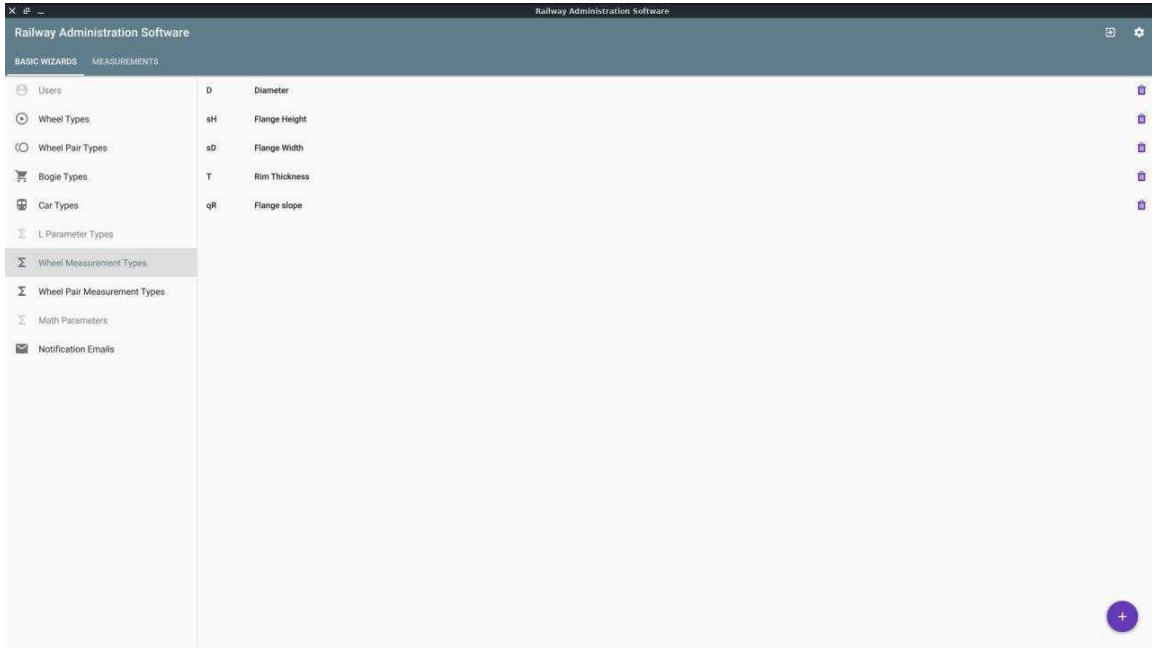 Railway Administration Software
Railway Administration Software
BASIC WIZARDS MEASUREMENTS
Users
Wheel Types
Wheel Pair Types
Bogie Types
Car Types
L Parameter Types
Wheel Measurement Types
Wheel Pair Measurement Types
Math Parameters
Notification Emails
D Diameter
sH Flange Height
sD Flange Width
T Rim Thickness
qR Flange slope